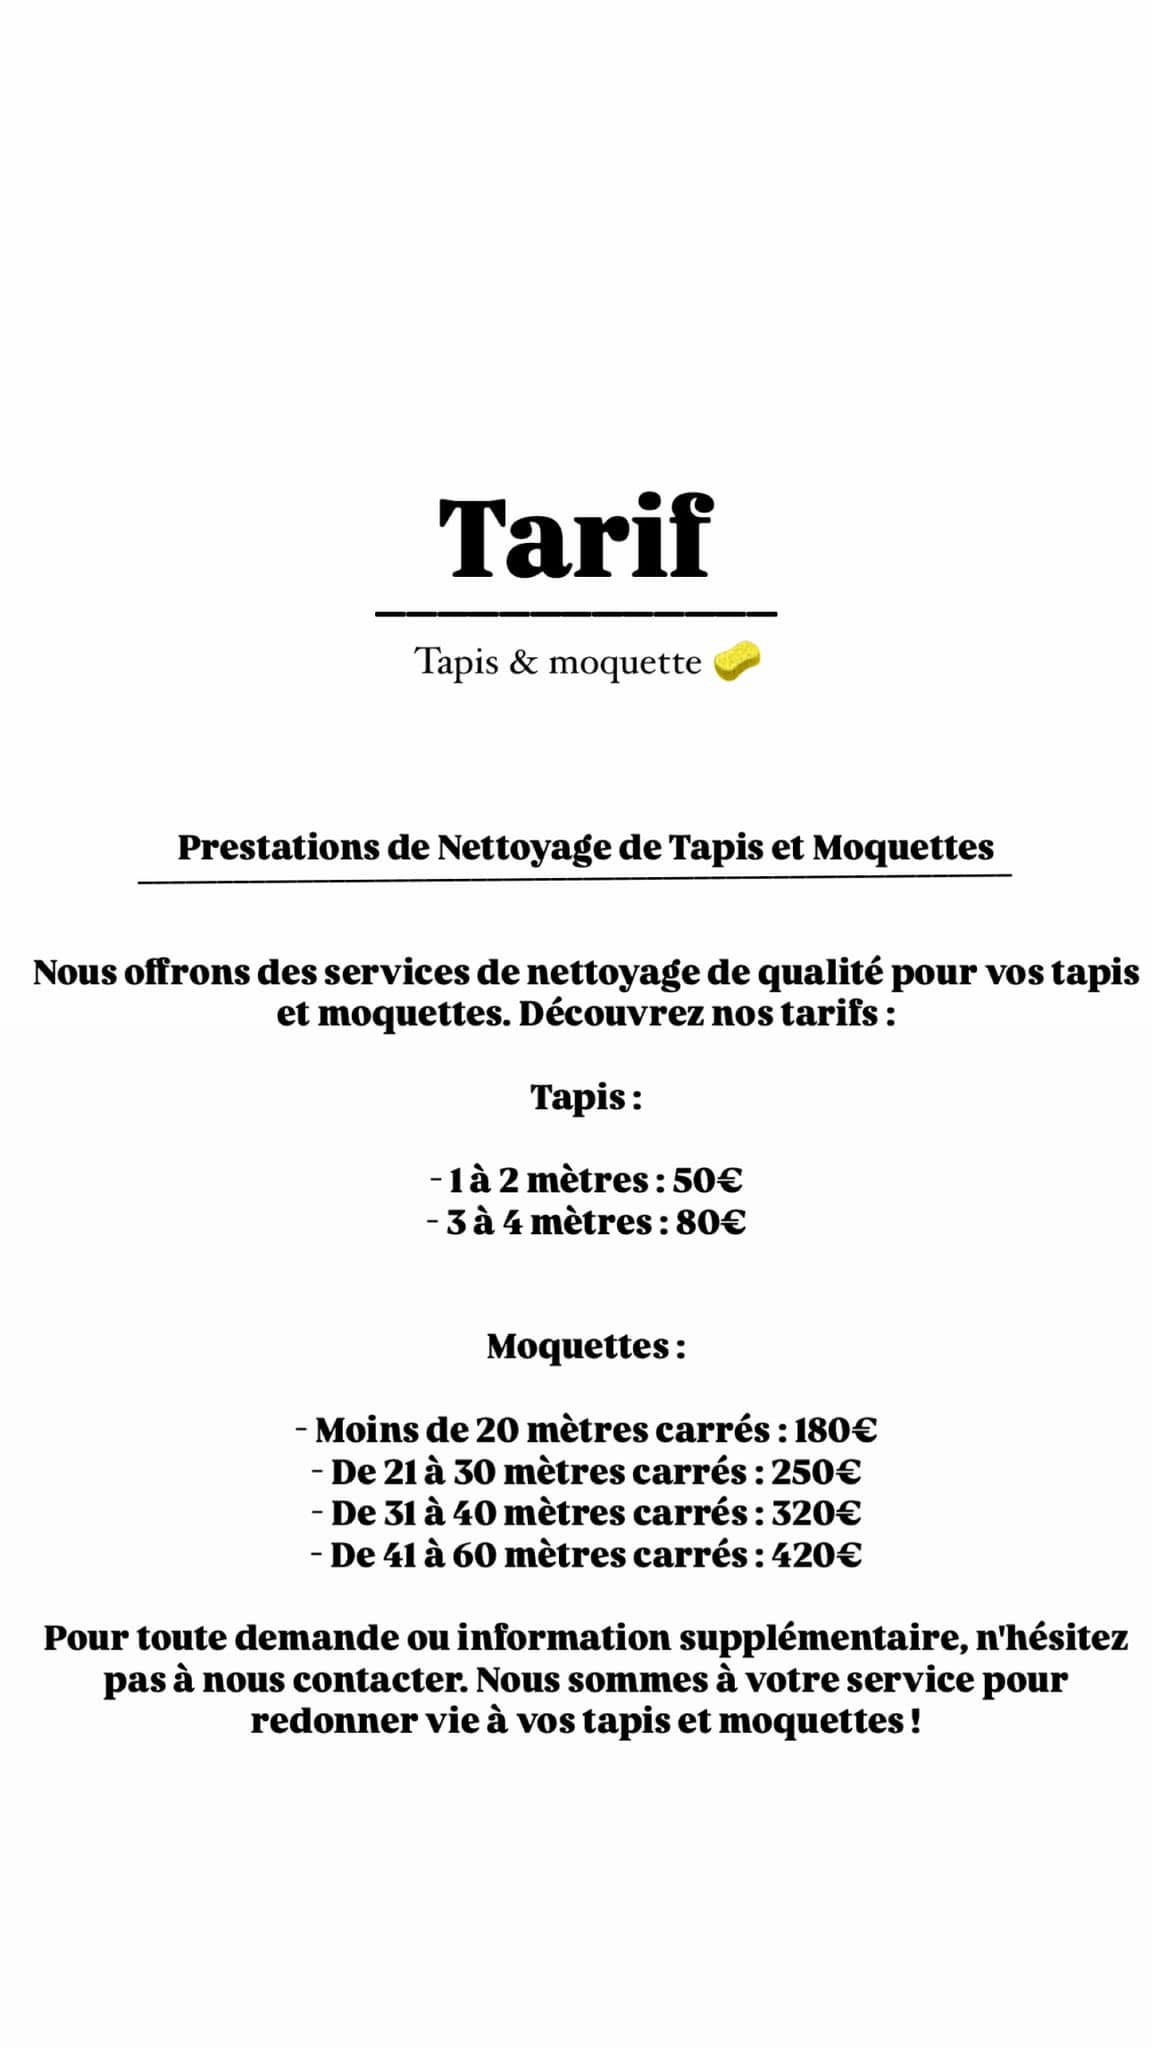 Tarif
Tapis & moquette 🧽
Prestations de Nettoyage de Tapis et Moquettes
Nous offrons des services de nettoyage de qualité pour vos tapis
et moquettes. Découvrez nos tarifs :
Tapis :
- 1 à 2 mètres : 50€
- 3 à 4 mètres : 80€
Moquettes :
- Moins de 20 mètres carrés : 180€
- De 21 à 30 mètres carrés : 250€
- De 31 à 40 mètres carrés : 320€
- De 41 à 60 mètres carrés : 420€
Pour toute demande ou information supplémentaire, n'hésitez
pas à nous contacter. Nous sommes à votre service pour
redonner vie à vos tapis et moquettes !